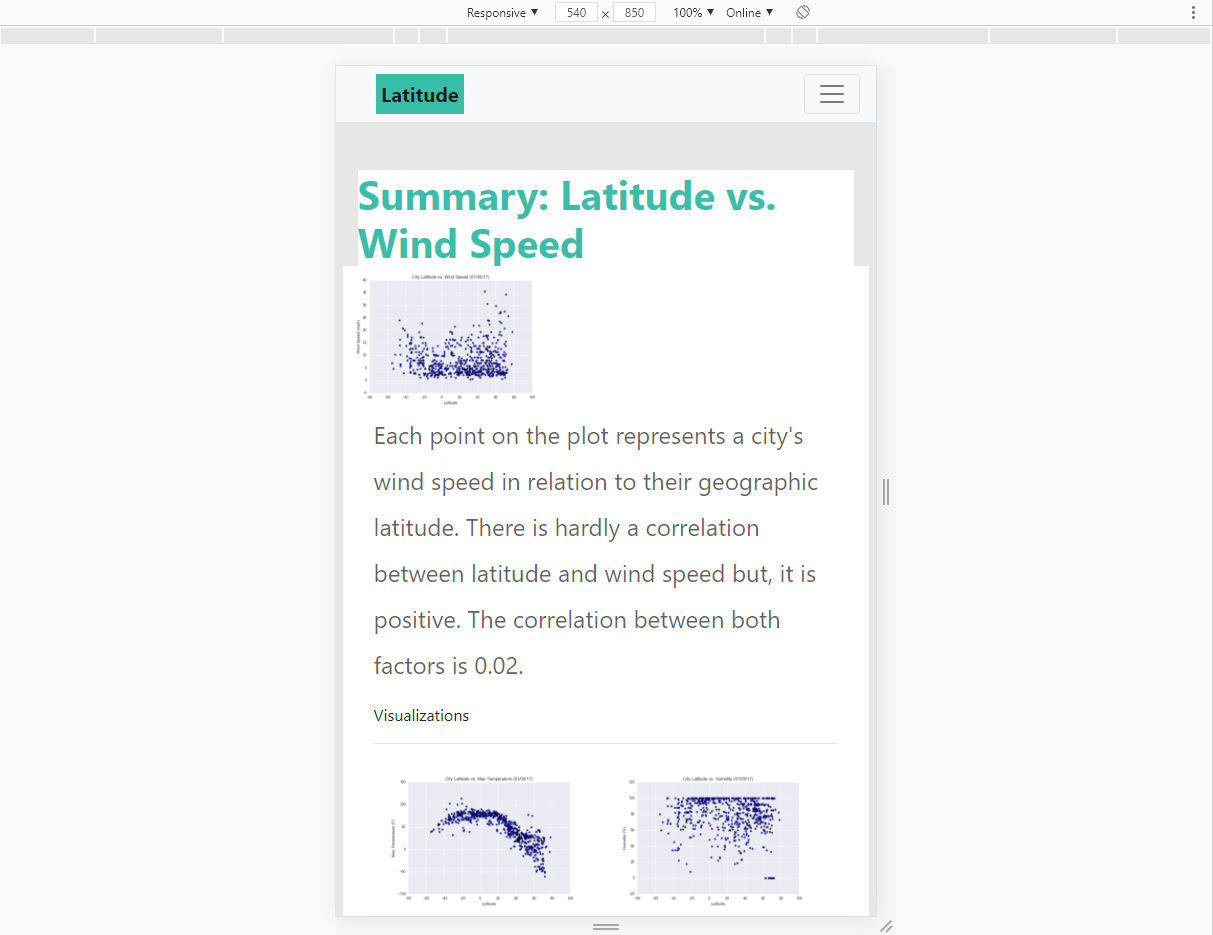 Responsive ▼ 540 × 850 100% ▼ Online ▼
Latitude
Summary: Latitude vs.
Wind Speed
City Latitude vs. Wind Speed (01/05/17)
Wind Speed (mph)
Latitude
Each point on the plot represents a city's
wind speed in relation to their geographic
latitude. There is hardly a correlation
between latitude and wind speed but, it is
positive. The correlation between both
factors is 0.02.
Visualizations
City Latitude vs. Max Temperature (01/05/17)
Max Temperature (F)
Latitude
City Latitude vs. Humidity (01/05/17)
Humidity (%)
Latitude